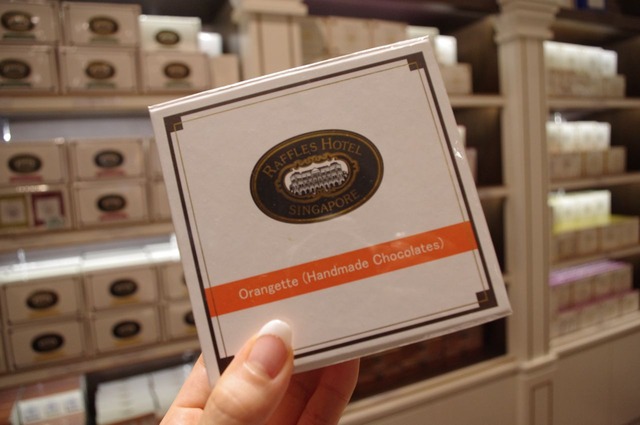 RAFFLES HOTEL
SINGAPORE
Orangette (Handmade Chocolates)